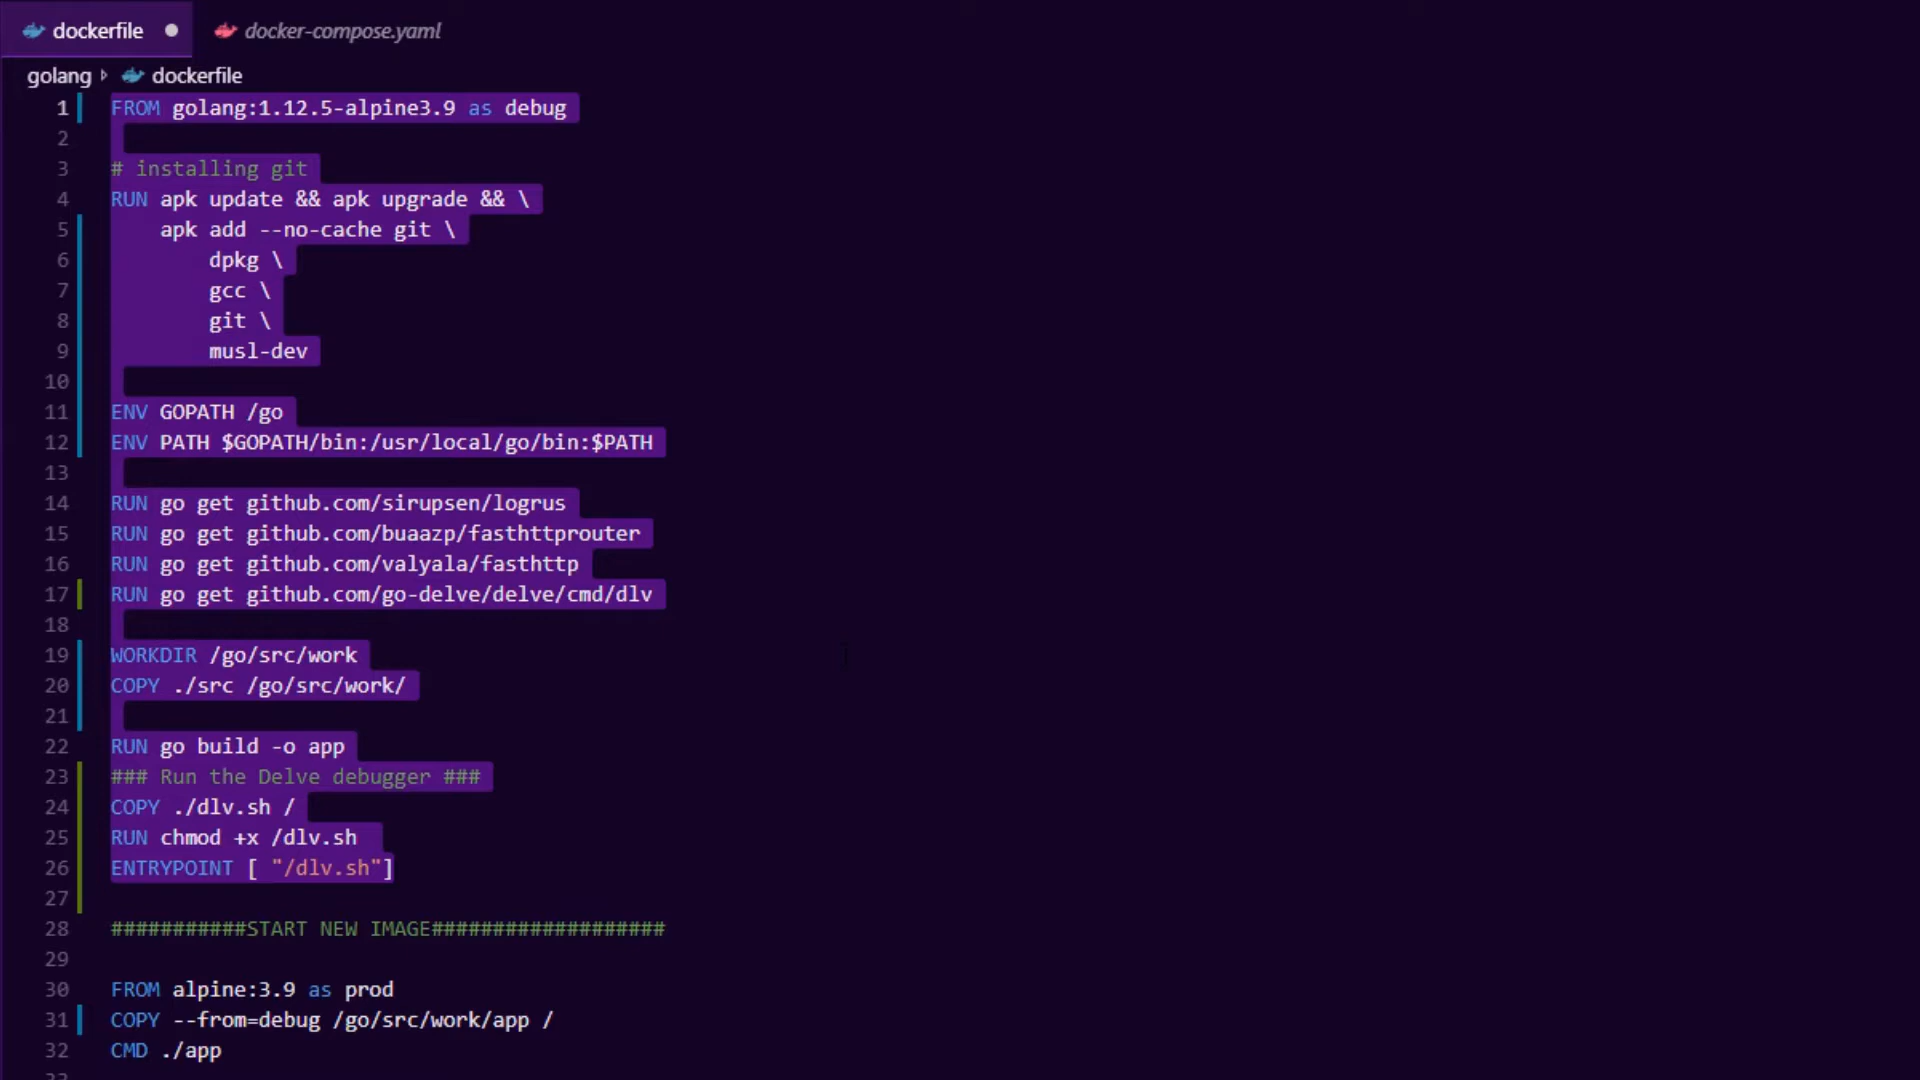 dockerfile docker-compose.yaml
golang dockerfile
1 FROM golang:1.12.5-alpine3.9 as debug
2
3 # installing git
4 RUN apk update && apk upgrade && \
5     apk add --no-cache git \
6         dpkg \
7         gcc \
8         git \
9         musl-dev
10
11 ENV GOPATH /go
12 ENV PATH $GOPATH/bin:/usr/local/go/bin:$PATH
13
14 RUN go get github.com/sirupsen/logrus
15 RUN go get github.com/buaazp/fasthttprouter
16 RUN go get github.com/valyala/fasthttp
17 RUN go get github.com/go-delve/delve/cmd/dlv
18
19 WORKDIR /go/src/work
20 COPY ./src /go/src/work/
21
22 RUN go build -o app
23 ### Run the Delve debugger ###
24 COPY ./dlv.sh /
25 RUN chmod +x /dlv.sh
26 ENTRYPOINT [ "/dlv.sh"]
27
28 ###########START NEW IMAGE###################
29
30 FROM alpine:3.9 as prod
31 COPY --from=debug /go/src/work/app /
32 CMD ./app